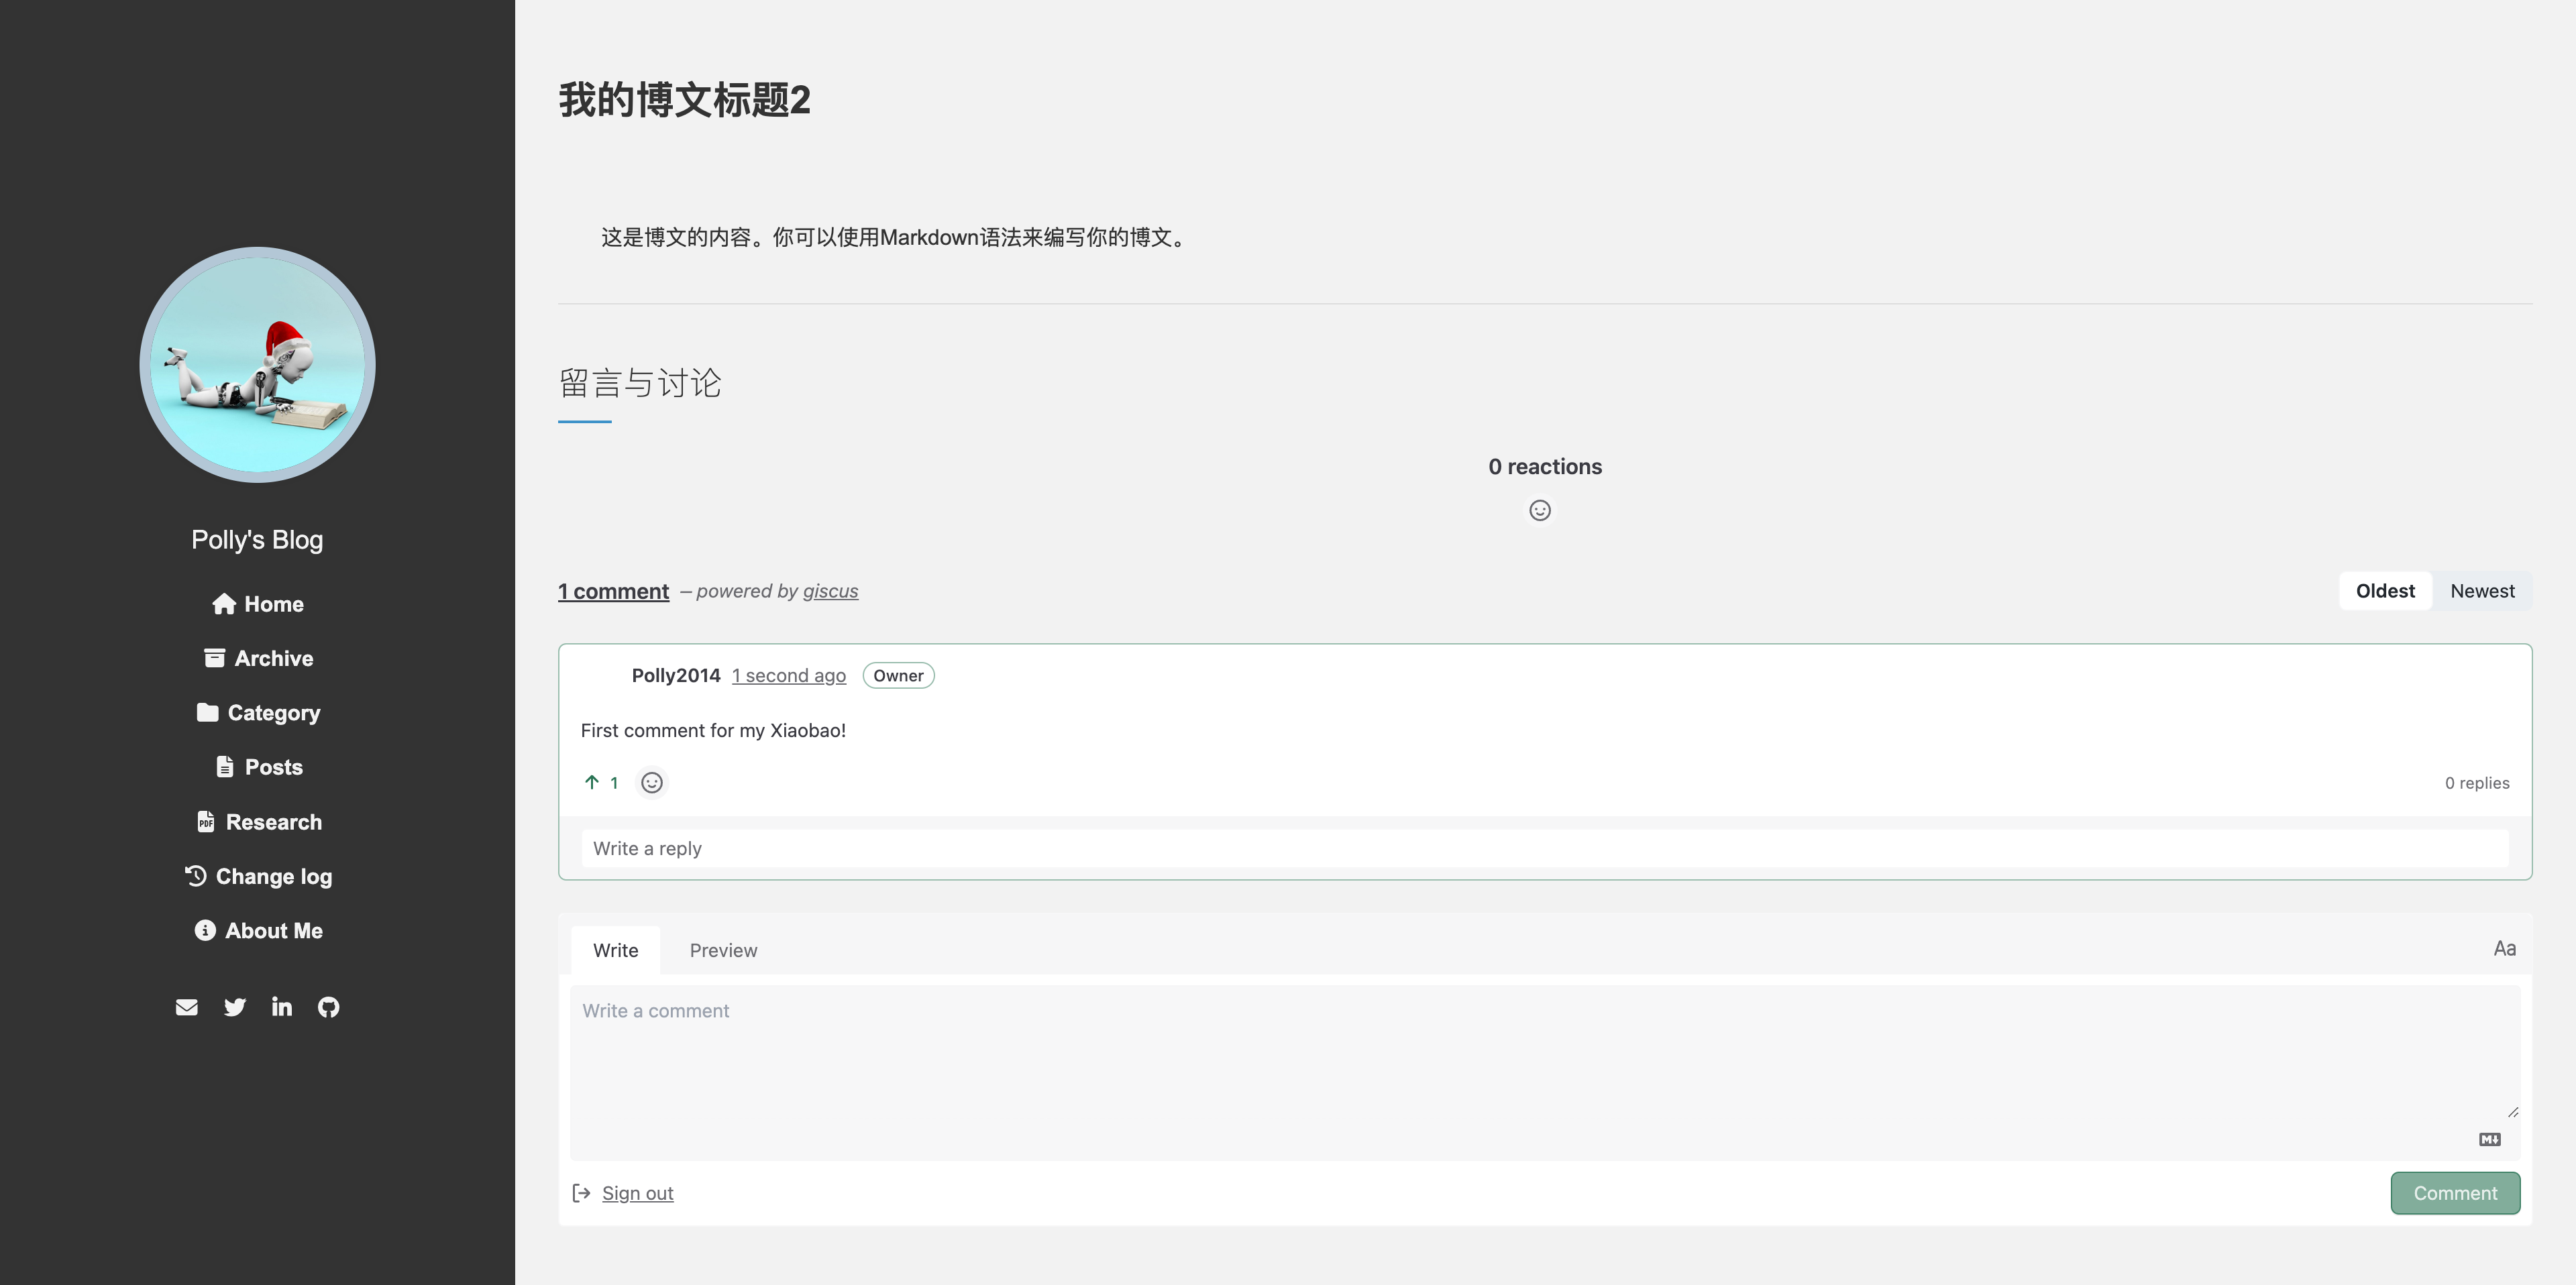 Polly's Blog
Home
Archive
Category
Posts
PDF
Research
Change log
About Me
我的博文标题2
这是博文的内容。你可以使用Markdown语法来编写你的博文。
留言与讨论
0 reactions
1 comment – powered by giscus
Oldest Newest
Polly2014 1 second ago Owner
First comment for my Xiaobao!
1
0 replies
Write a reply
Write Preview Aa
Write a comment
M
Sign out
Comment